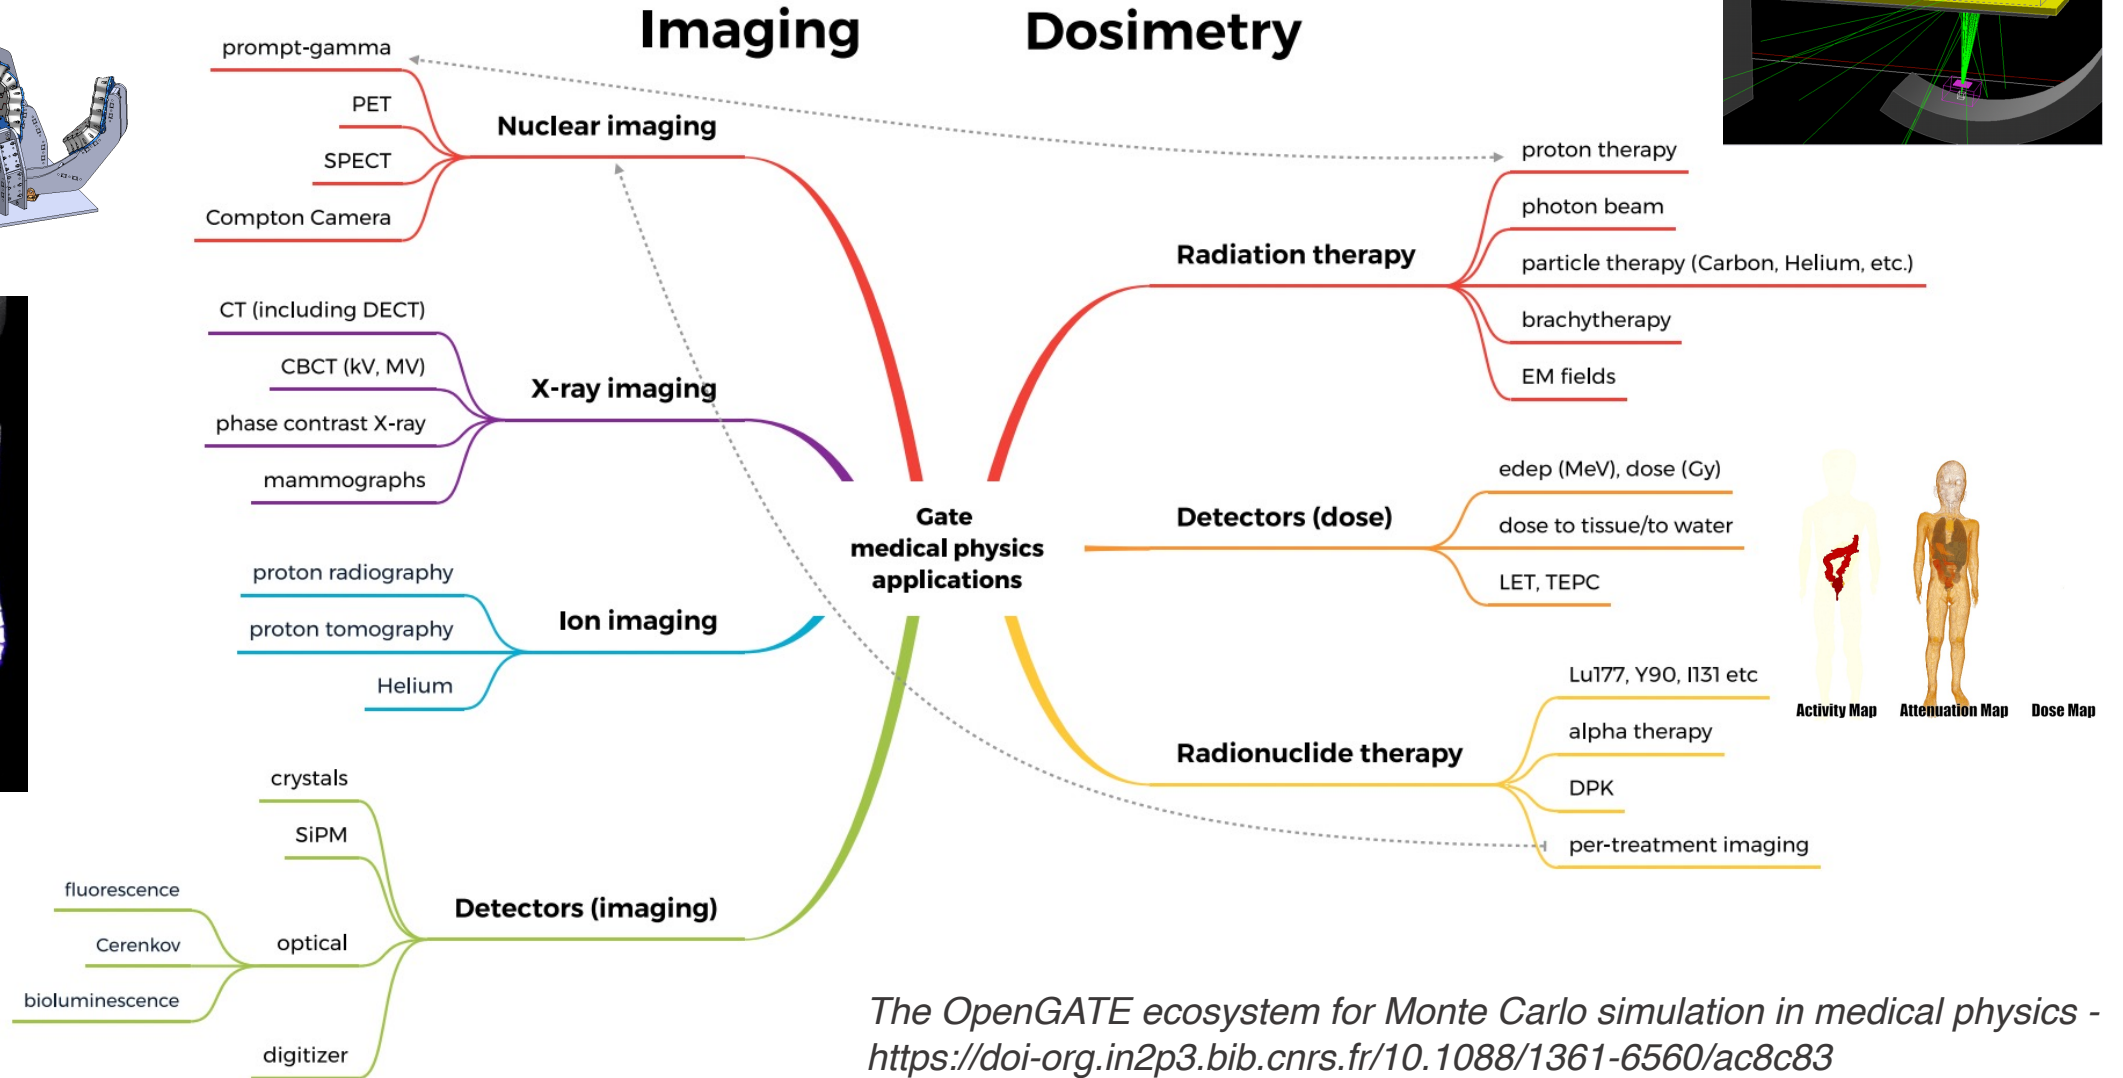 Imaging
Dosimetry
prompt-gamma
PET
SPECT
Compton Camera
Nuclear imaging
CT (including DECT)
CBCT (kV, MV)
phase contrast X-ray
mammographs
X-ray imaging
proton radiography
proton tomography
Helium
Ion imaging
crystals
SiPM
fluorescence
Cerenkov
bioluminescence
optical
digitizer
Detectors (imaging)
Gate
medical physics
applications
Radiation therapy
proton therapy
photon beam
particle therapy (Carbon, Helium, etc.)
brachytherapy
EM fields
Detectors (dose)
edep (MeV), dose (Gy)
dose to tissue/to water
LET, TEPC
Radionuclide therapy
Lu177, Y90, I131 etc
alpha therapy
DPK
per-treatment imaging
Activity Map
Attenuation Map
Dose Map
The OpenGATE ecosystem for Monte Carlo simulation in medical physics -
https://doi-org.in2p3.bib.cnrs.fr/10.1088/1361-6560/ac8c83